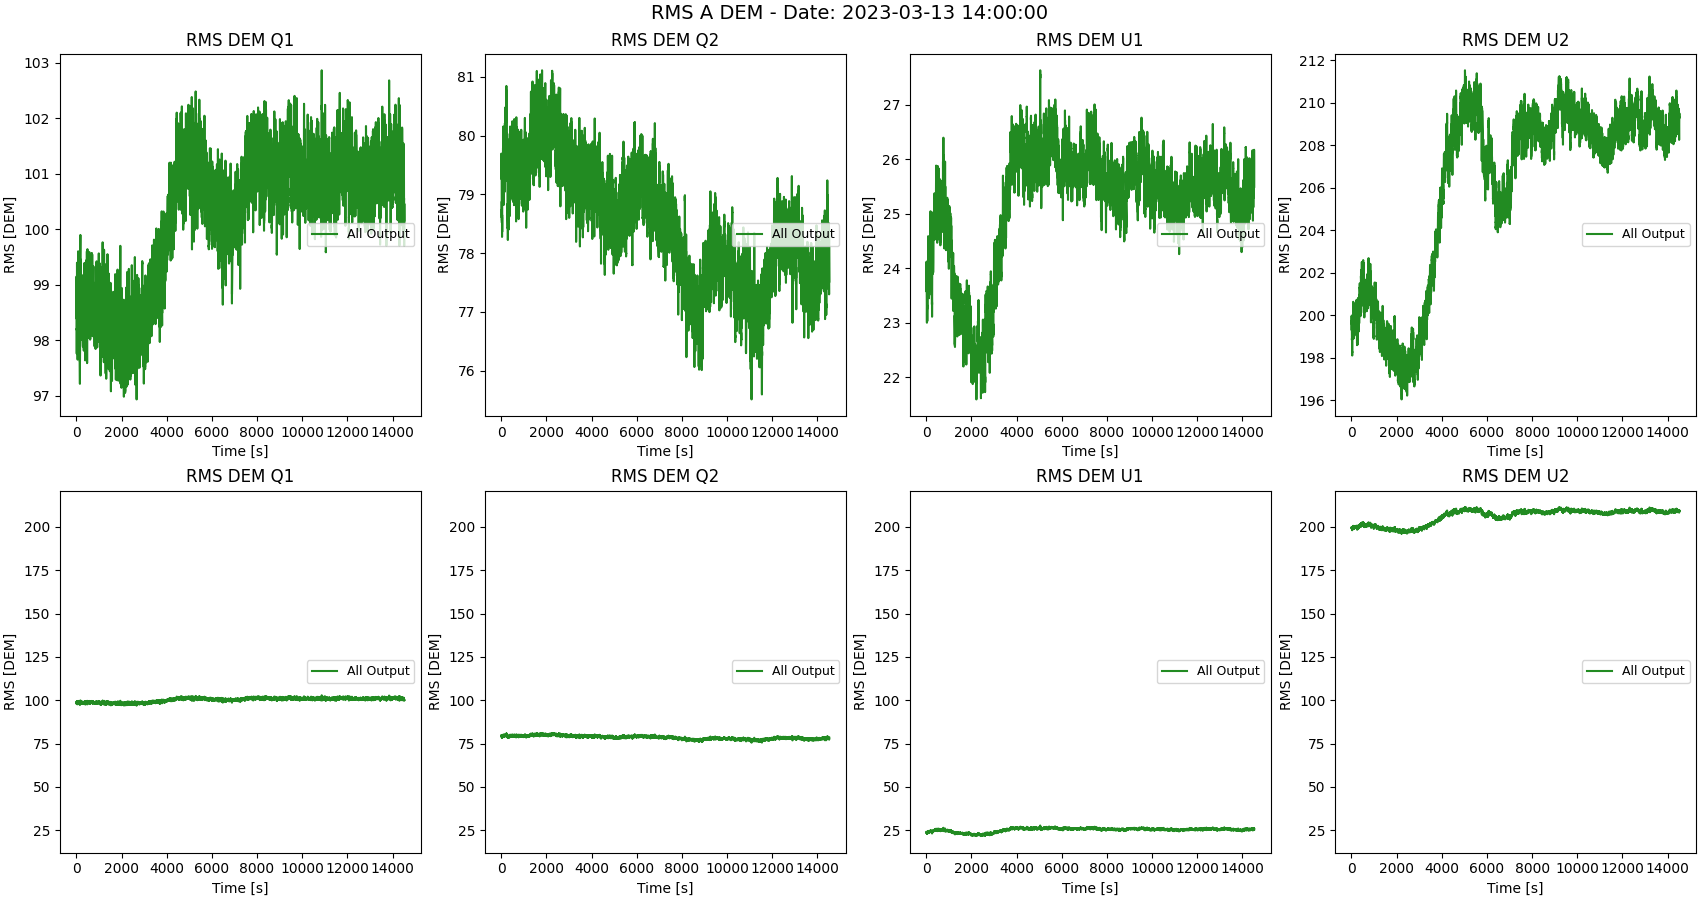 RMS A DEM - Date: 2023-03-13 14:00:00
RMS DEM Q1
RMS [DEM]
103
102
101
100
99
98
97
All Output
0 2000 4000 6000 8000 10000 12000 14000
Time [s]
RMS DEM Q2
RMS [DEM]
81
80
79
78
77
76
All Output
0 2000 4000 6000 8000 10000 12000 14000
Time [s]
RMS DEM U1
RMS [DEM]
27
26
25
24
23
22
All Output
0 2000 4000 6000 8000 10000 12000 14000
Time [s]
RMS DEM U2
RMS [DEM]
212
210
208
206
204
202
200
198
196
All Output
0 2000 4000 6000 8000 10000 12000 14000
Time [s]
RMS DEM Q1
RMS [DEM]
200
175
150
125
100
75
50
25
All Output
0 2000 4000 6000 8000 10000 12000 14000
Time [s]
RMS DEM Q2
RMS [DEM]
200
175
150
125
100
75
50
25
All Output
0 2000 4000 6000 8000 10000 12000 14000
Time [s]
RMS DEM U1
RMS [DEM]
200
175
150
125
100
75
50
25
All Output
0 2000 4000 6000 8000 10000 12000 14000
Time [s]
RMS DEM U2
RMS [DEM]
200
175
150
125
100
75
50
25
All Output
0 2000 4000 6000 8000 10000 12000 14000
Time [s]